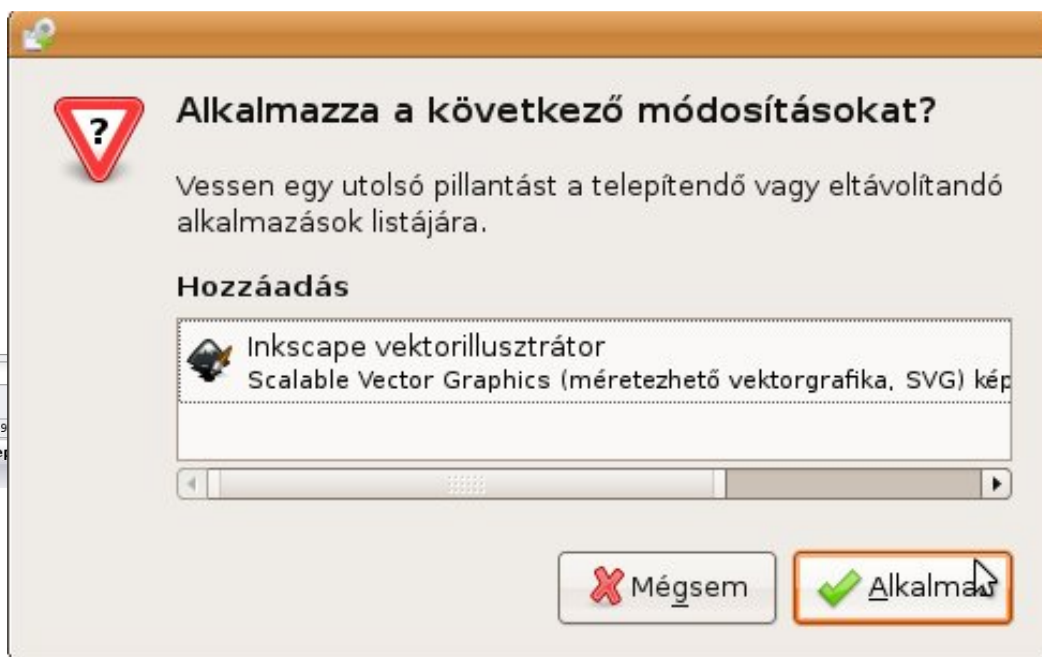 Alkalmazza a következő módosításokat?
Vessen egy utolsó pillantást a telepítendő vagy eltávolítandó
alkalmazások listájára.
Hozzáadás
Inkscape vektorillusztrátor
Scalable Vector Graphics (méretezhető vektorgrafika, SVG) kép
Mégsem Alkalmaz